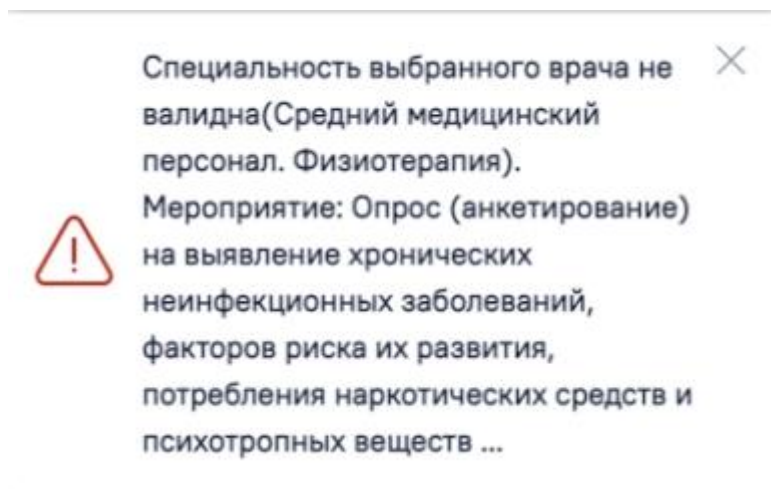 Специальность выбранного врача не
валидна(Средний медицинский
персонал. Физиотерапия).
Мероприятие: Опрос (анкетирование)
на выявление хронических
неинфекционных заболеваний,
факторов риска их развития,
потребления наркотических средств и
психотропных веществ ...